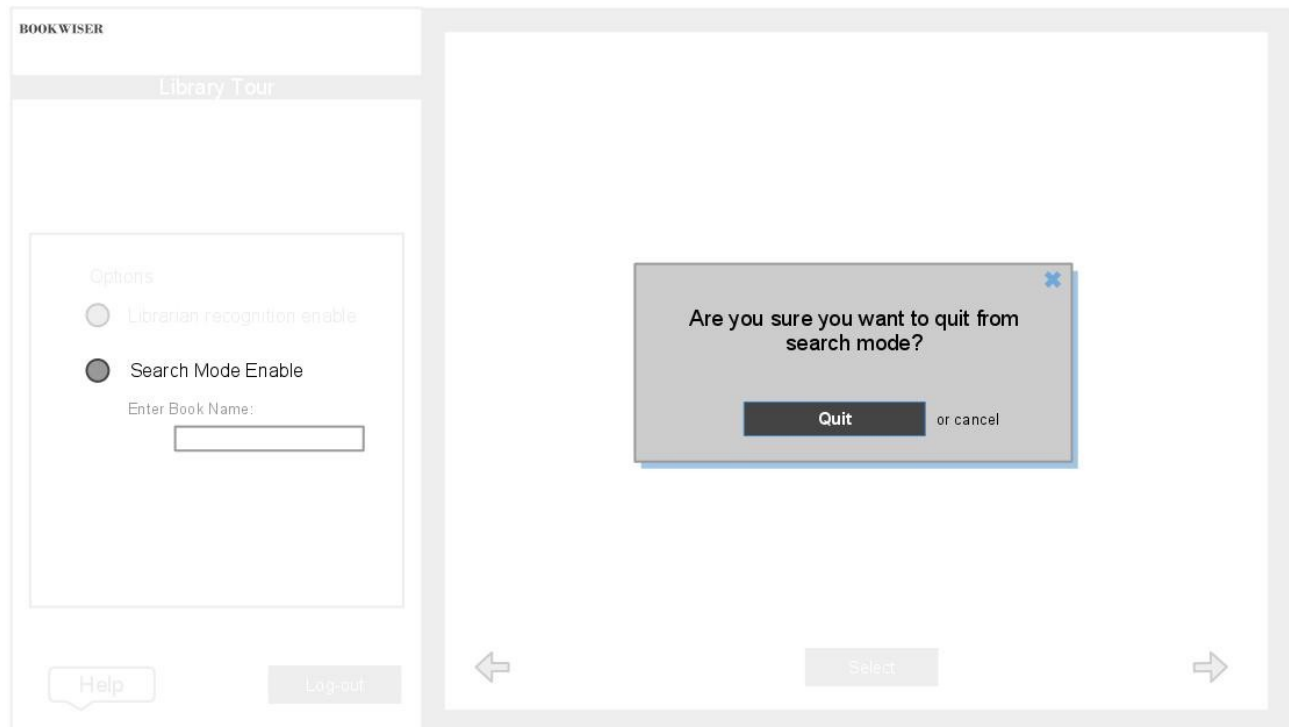 BOOKWISER
Library Tour
Options
Librarian recognition enable
Search Mode Enable
Enter Book Name:
Help
Log-out
Are you sure you want to quit from
search mode?
Quit
or cancel
Select